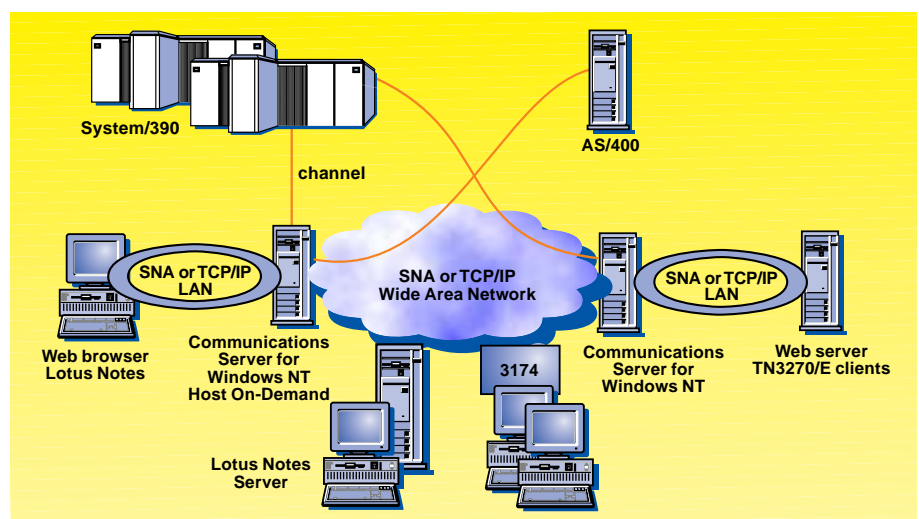 System/390
AS/400
channel
SNA or TCP/IP
LAN
SNA or TCP/IP
Wide Area Network
SNA or TCP/IP
LAN
Web browser
Lotus Notes
Communications
Server for
Windows NT
Host On-Demand
3174
Communications
Server for
Windows NT
Web server
TN3270/E clients
Lotus Notes
Server